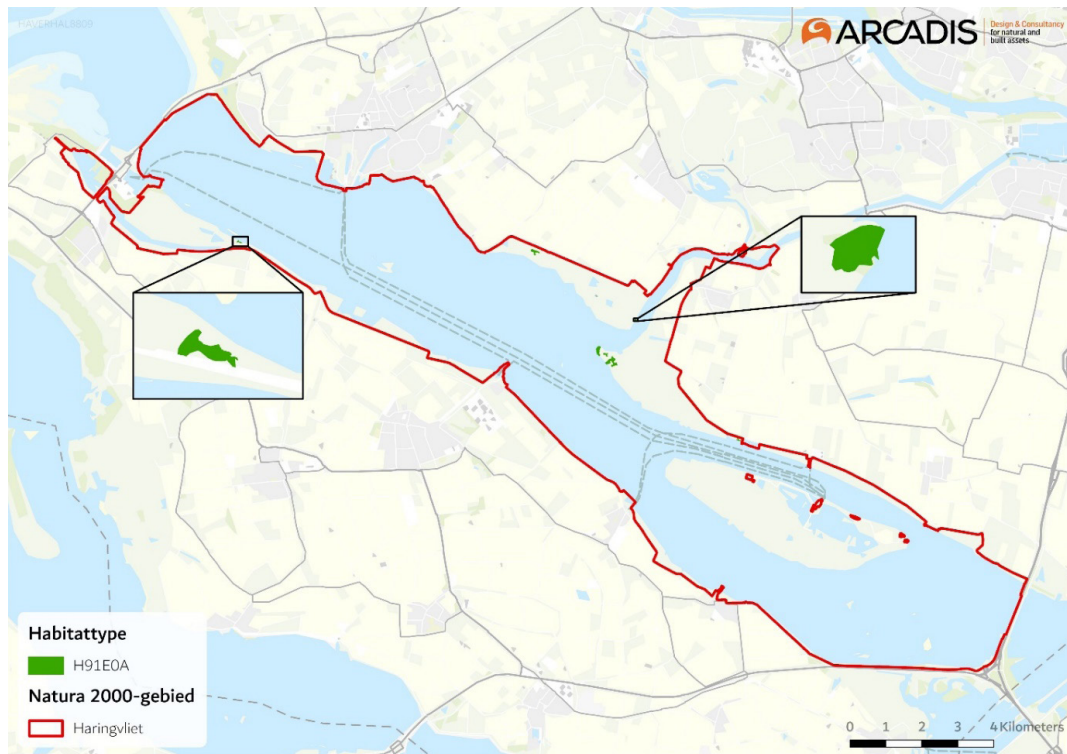 HAVERHALB809
ARCADIS
Design & Consultancy
for natural and
built assets
Habitattype
H91E0A
Natura 2000-gebied
Haringvliet
0 1 2 3 4 Kilometers